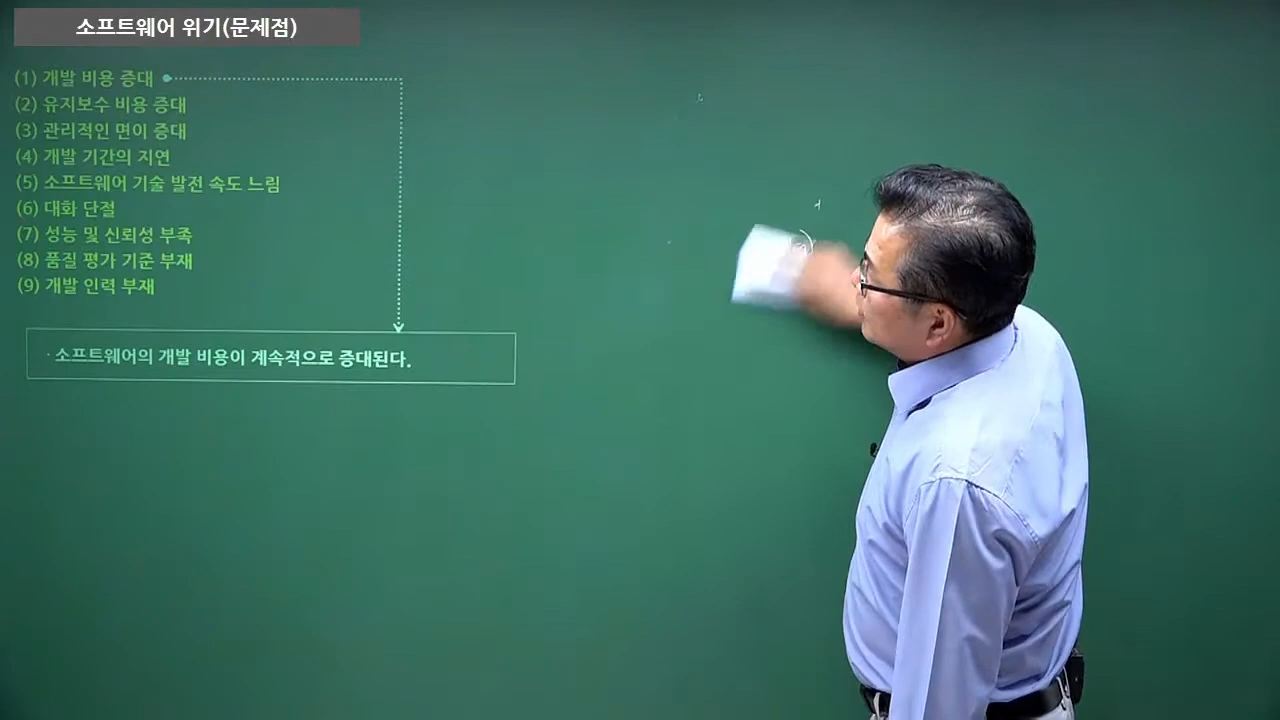 소프트웨어 위기(문제점)
(1) 개발 비용 증대
(2) 유지보수 비용 증대
(3) 관리적인 면이 증대
(4) 개발 기간의 지연
(5) 소프트웨어 기술 발전 속도 느림
(6) 대화 단절
(7) 성능 및 신뢰성 부족
(8) 품질 평가 기준 부재
(9) 개발 인력 부재
· 소프트웨어의 개발 비용이 계속적으로 증대된다.